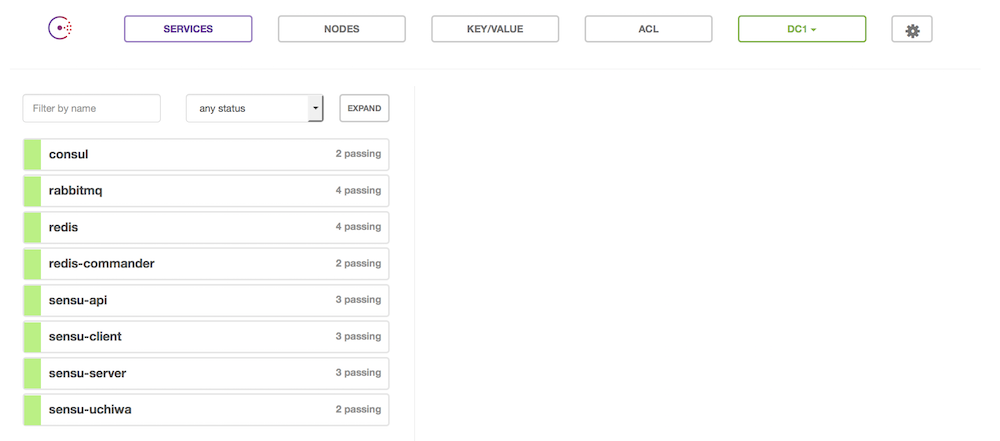 SERVICES NODES KEY/VALUE ACL DC1
Filter by name any status EXPAND
consul 2 passing
rabbitmq 4 passing
redis 4 passing
redis-commander 2 passing
sensu-api 3 passing
sensu-client 3 passing
sensu-server 3 passing
sensu-uchiwa 2 passing